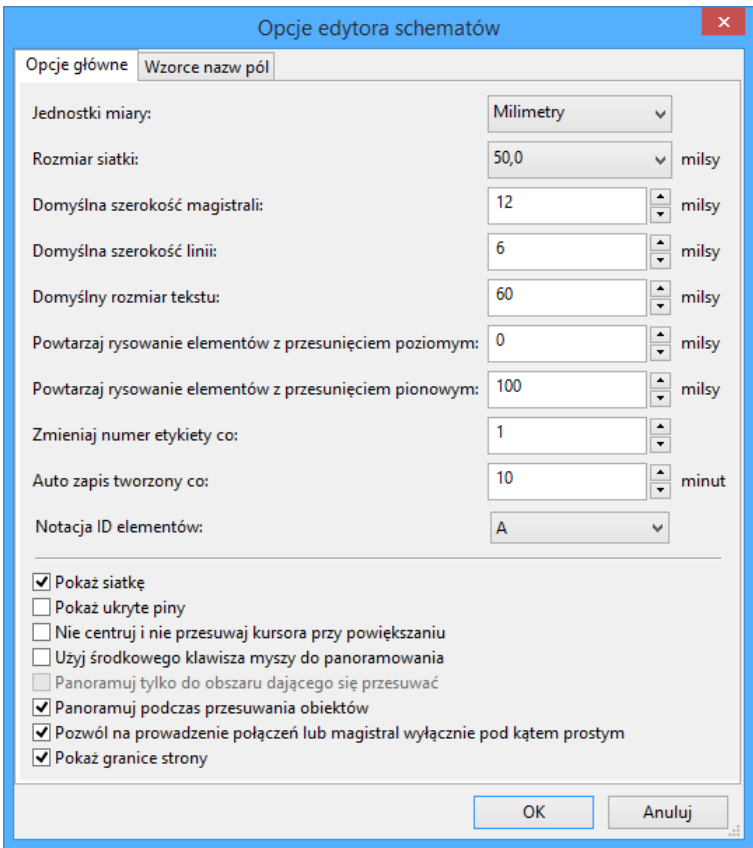 Opcje edytora schematów
Opcje główne Wzorce nazw pól
Jednostki miary: Milimetry
Rozmiar siatki: 50,0 milsy
Domyślna szerokość magistrali: 12 milsy
Domyślna szerokość linii: 6 milsy
Domyślny rozmiar tekstu: 60 milsy
Powtarzaj rysowanie elementów z przesunięciem poziomym: 0 milsy
Powtarzaj rysowanie elementów z przesunięciem pionowym: 100 milsy
Zmieniaj numer etykiety co: 1
Auto zapis tworzony co: 10 minut
Notacja ID elementów: A
Pokaż siatkę
Pokaż ukryte piny
Nie centruj i nie przesuwaj kursora przy powiększaniu
Użyj środkowego klawisza myszy do panoramowania
Panoramuj tylko do obszaru dającego się przesuwać
Panoramuj podczas przesuwania obiektów
Pozwól na prowadzenie połączeń lub magistral wyłącznie pod kątem prostym
Pokaż granice strony
OK Anuluj